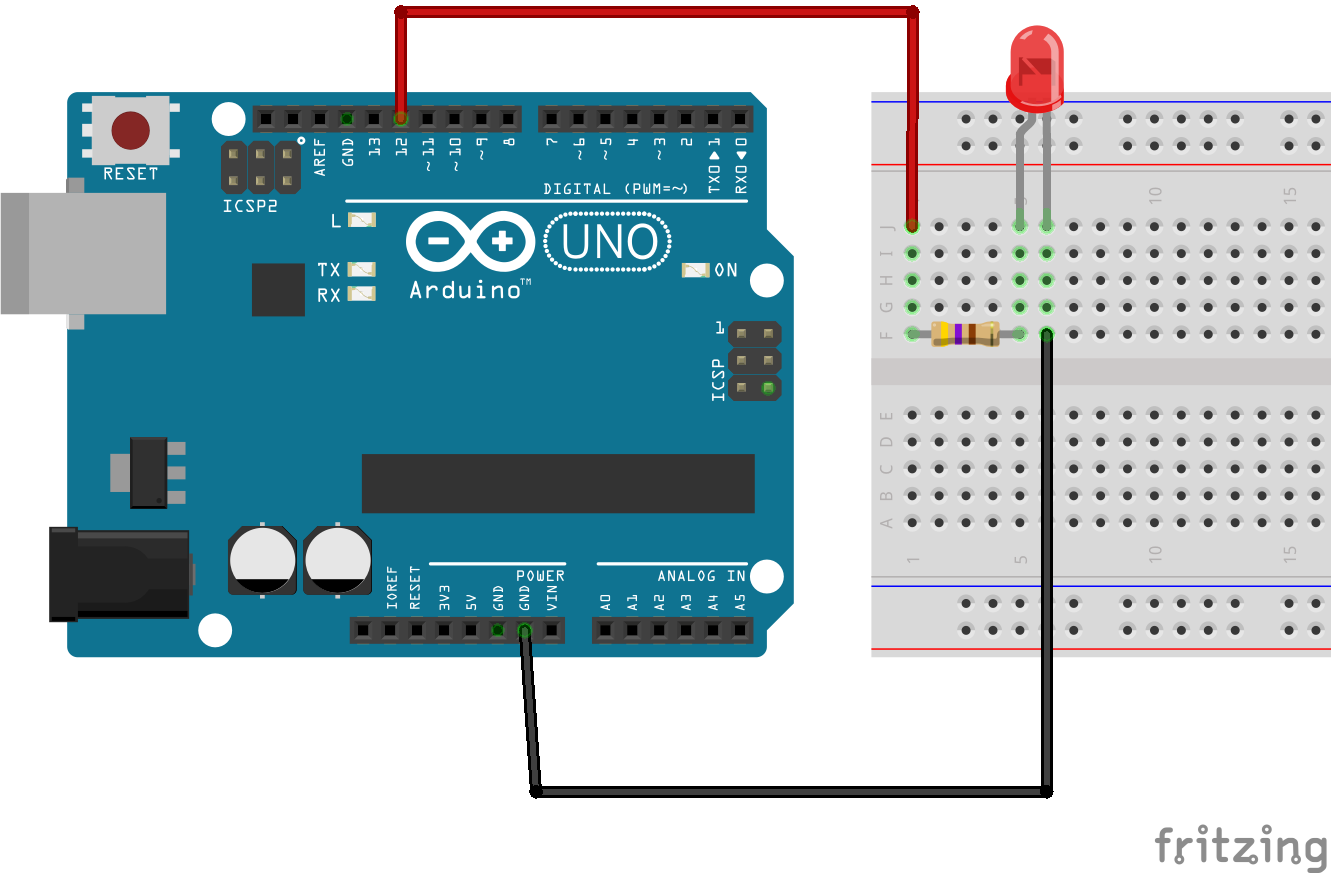 RESET
ICSP2
AREF
GND
13
12
~11
~10
~9
8
7
~6
~5
4
~3
2
TX0▶1
RX0◀0
DIGITAL (PWM=~)
L
TX
RX
UNO
Arduino™
ON
1
ICSP
IOREF
RESET
3V3
5V
GND
GND
VIN
POWER
ANALOG IN
A0
A1
A2
A3
A4
A5
10
15
J
I
H
G
F
E
D
C
B
A
1
5
10
15
fritzing